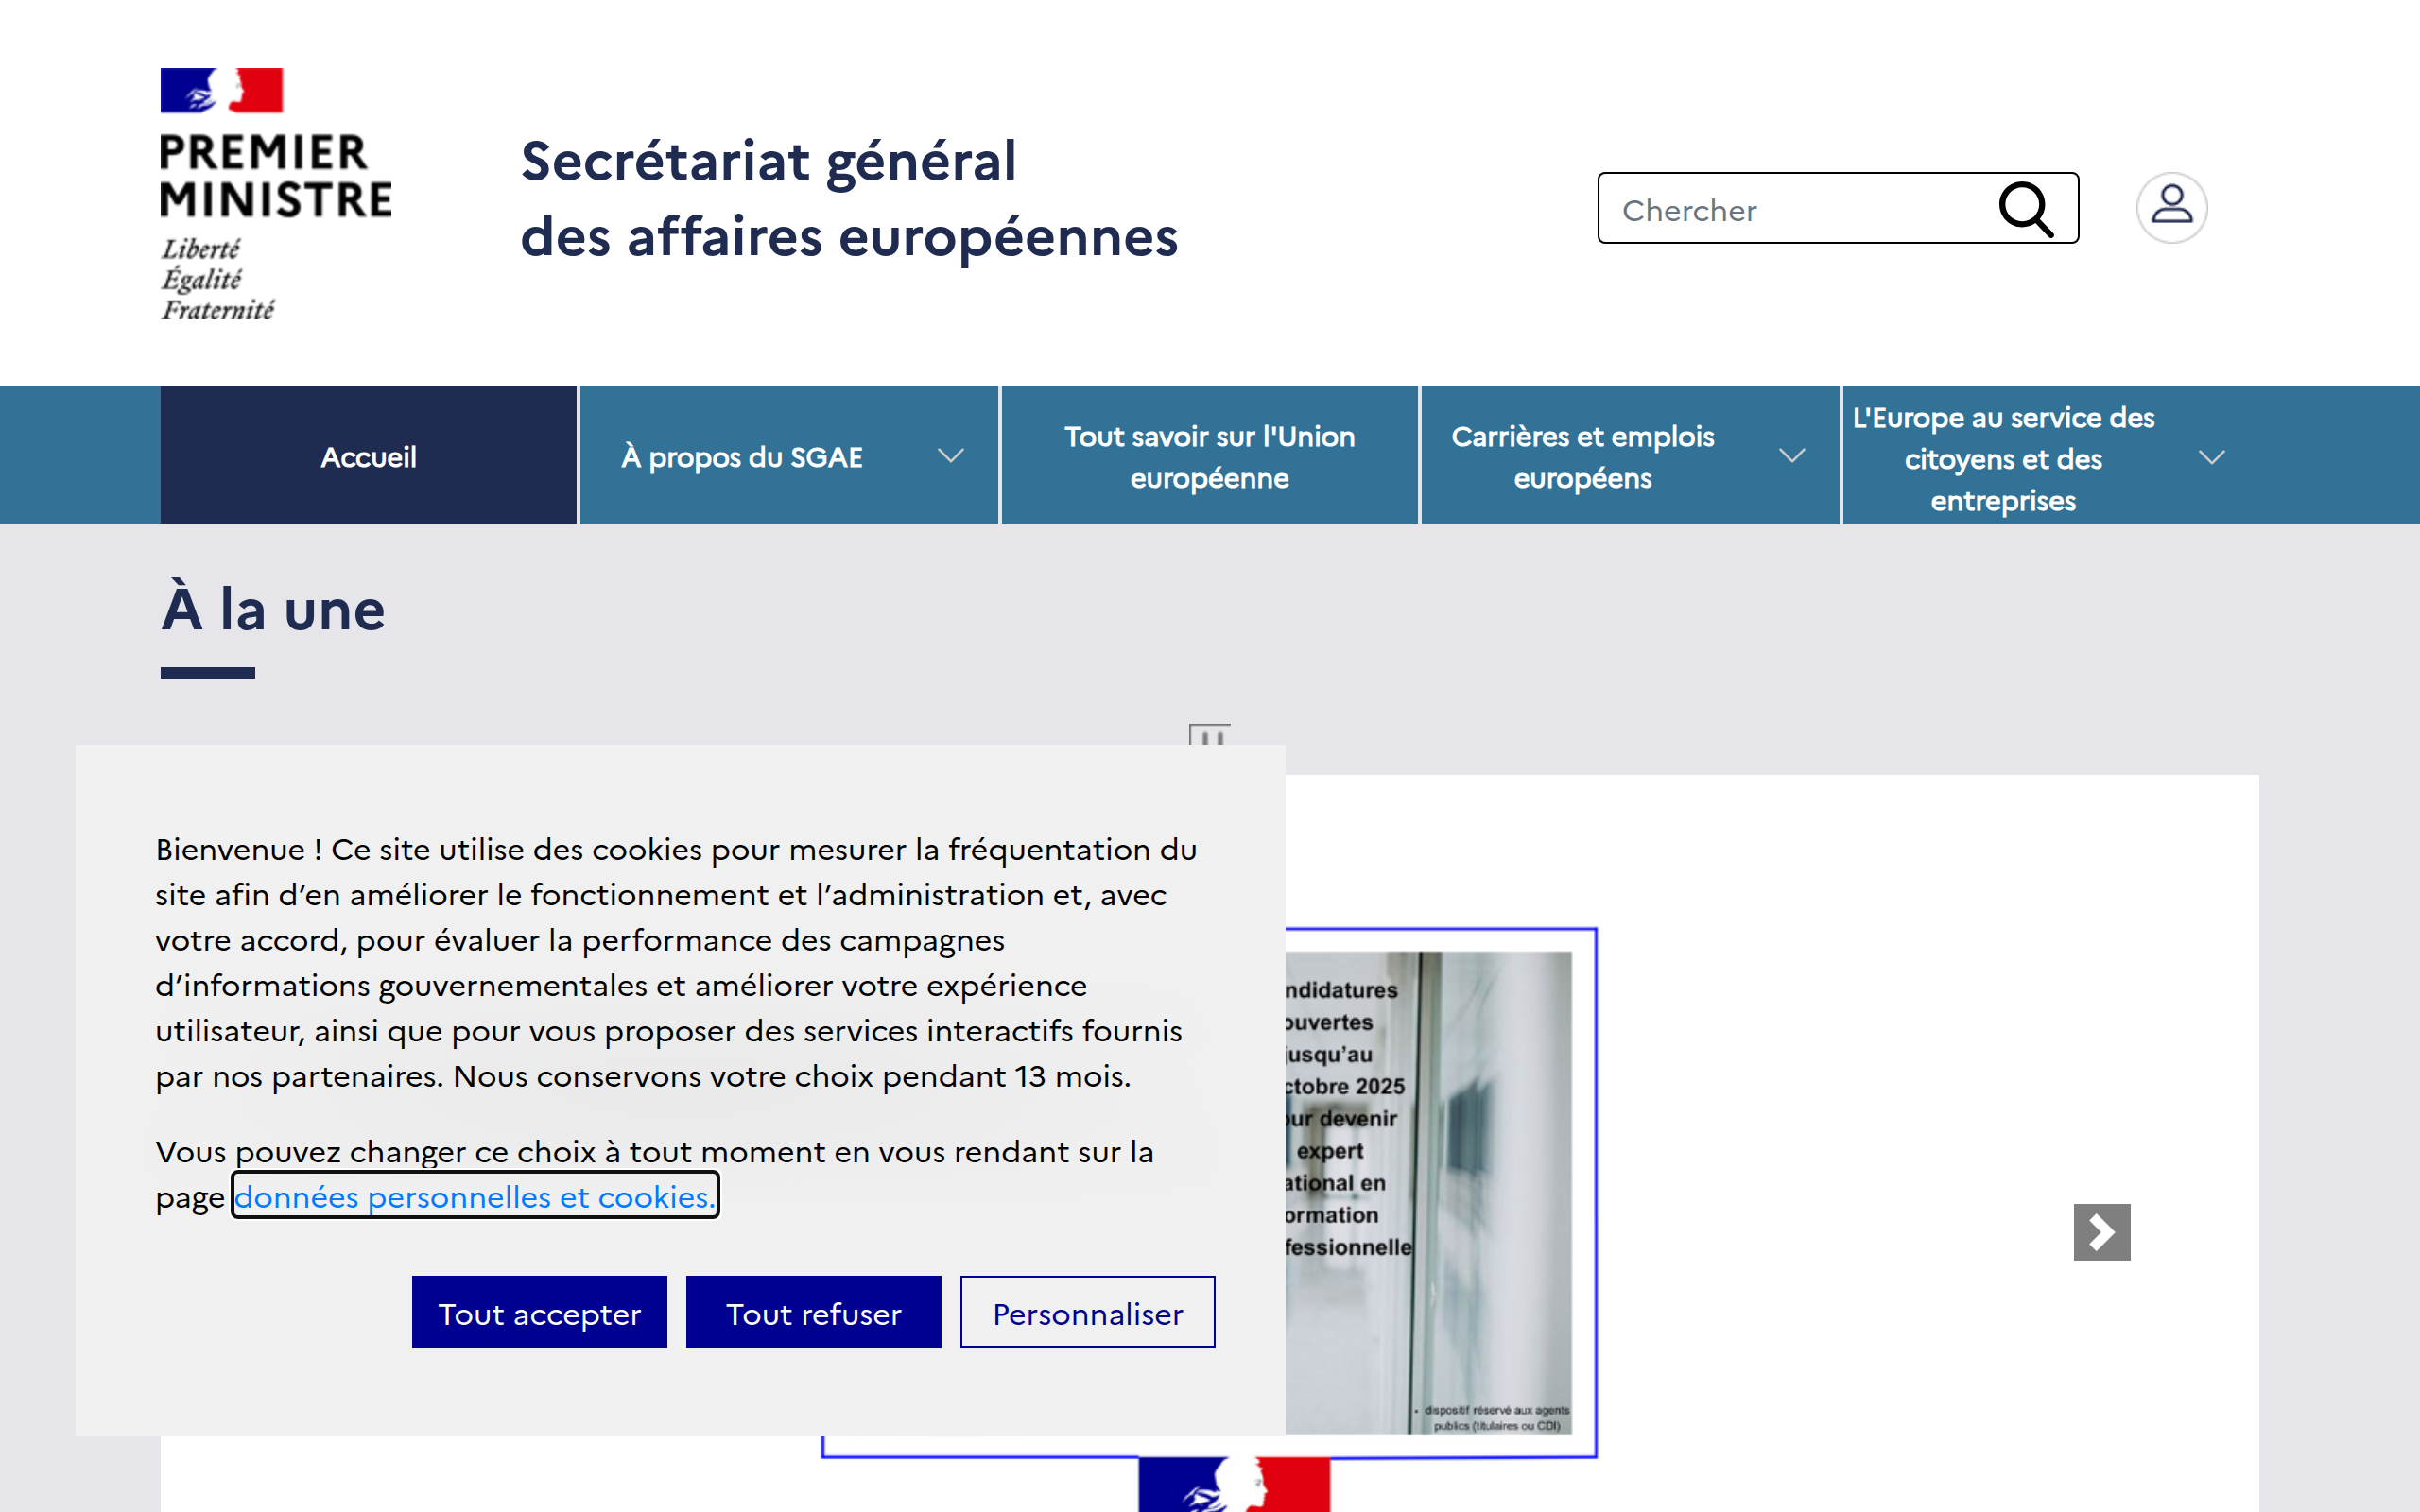 PREMIER
MINISTRE
Liberté
Égalité
Fraternité
Secrétariat général
des affaires européennes
Chercher
Accueil
À propos du SGAE
Tout savoir sur l'Union
européenne
Carrières et emplois
européens
L'Europe au service des
citoyens et des
entreprises
À la une
Bienvenue ! Ce site utilise des cookies pour mesurer la fréquentation du
site afin d’en améliorer le fonctionnement et l’administration et, avec
votre accord, pour évaluer la performance des campagnes
d’informations gouvernementales et améliorer votre expérience
utilisateur, ainsi que pour vous proposer des services interactifs fournis
par nos partenaires. Nous conservons votre choix pendant 13 mois.
Vous pouvez changer ce choix à tout moment en vous rendant sur la
page données personnelles et cookies.
Tout accepter
Tout refuser
Personnaliser
ndidatures
ouvertes
jusqu’au
ctobre 2025
ur devenir
expert
ational en
ormation
fessionnelle
• dispositif réservé aux agents
publics (titulaires ou CDI)